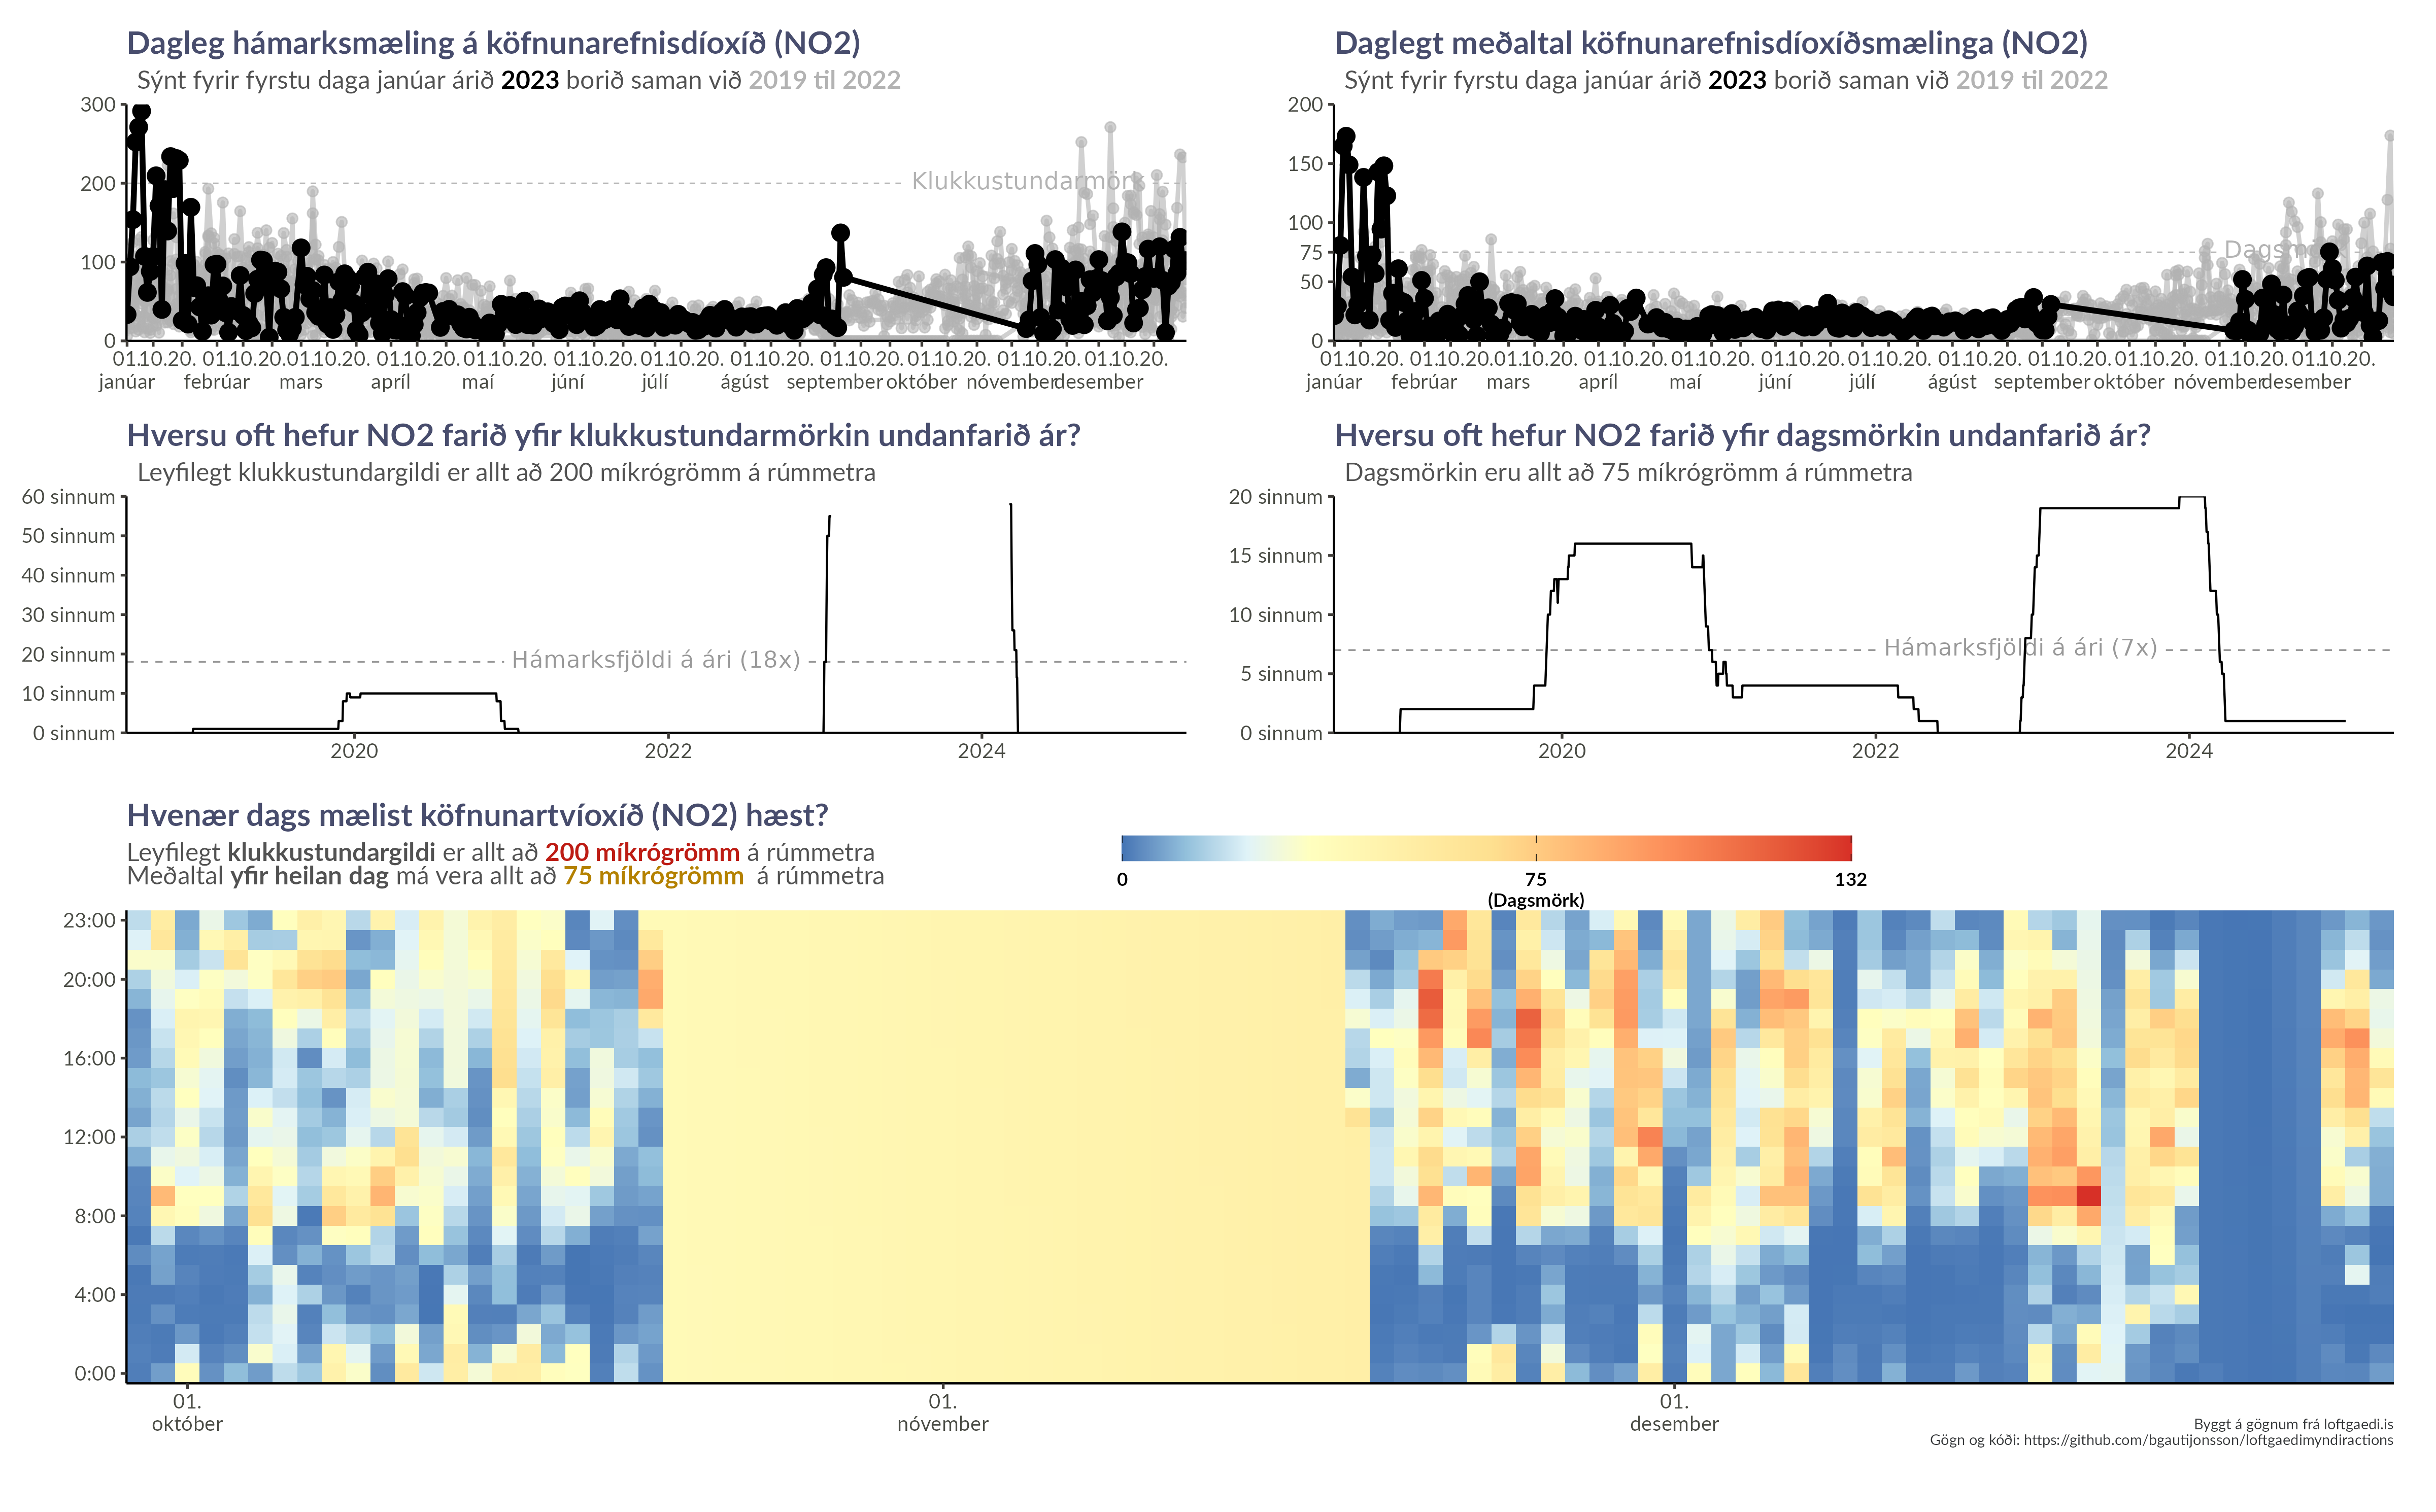 Dagleg hámarksmæling á köfnunarefnisdíoxíð (NO2)
Sýnt fyrir fyrstu daga janúar árið 2023 borið saman við 2019 til 2022
300
200
100
0
Klukkustundarmörk
01.10.20. 01.10.20. 01.10.20. 01.10.20. 01.10.20. 01.10.20. 01.10.20. 01.10.20. 01.10.20. 01.10.20. 01.10.20. 01.10.20.
janúar febrúar mars apríl maí júní júlí ágúst september október nóvember desember
Daglegt meðaltal köfnunarefnisdíoxíðsmælinga (NO2)
Sýnt fyrir fyrstu daga janúar árið 2023 borið saman við 2019 til 2022
200
150
100
75
50
0
01.10.20. 01.10.20. 01.10.20. 01.10.20. 01.10.20. 01.10.20. 01.10.20. 01.10.20. 01.10.20. 01.10.20. 01.10.20. 01.10.20.
janúar febrúar mars apríl maí júní júlí ágúst september október nóvember desember
Hversu oft hefur NO2 farið yfir klukkustundarmörkin undanfarið ár?
Leyfilegt klukkustundargildi er allt að 200 míkrógrömm á rúmmetra
60 sinnum
50 sinnum
40 sinnum
30 sinnum
20 sinnum
10 sinnum
0 sinnum
Hámarksfjöldi á ári (18x)
2020 2022 2024
Hversu oft hefur NO2 farið yfir dagsmörkin undanfarið ár?
Dagsmörkin eru allt að 75 míkrógrömm á rúmmetra
20 sinnum
15 sinnum
10 sinnum
5 sinnum
0 sinnum
Hámarksfjöldi á ári (7x)
2020 2022 2024
Hvenær dags mælist köfnunartvíoxíð (NO2) hæst?
Leyfilegt klukkustundargildi er allt að 200 míkrógrömm á rúmmetra
Meðaltal yfir heilan dag má vera allt að 75 míkrógrömm á rúmmetra
0 75 132
(Dagsmörk)
23:00
20:00
16:00
12:00
8:00
4:00
0:00
01. 01. 01.
október nóvember desember
Byggt á gögnum frá loftgaedi.is
Gögn og kóði: https://github.com/bgautijonsson/loftgaedimyndiractions